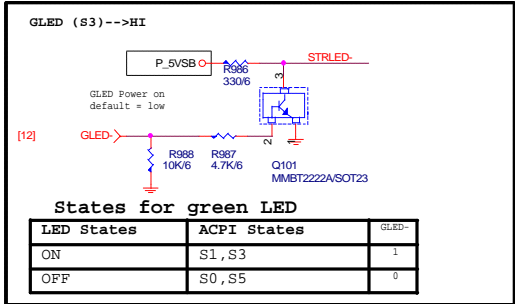 GLED (S3)-->HI
P_5VSB
STRLED-
R986
330/6
3
GLED Power on
default = low
[12]
GLED-
2
1
R988
10K/6
R987
4.7K/6
Q101
MMBT2222A/SOT23
States for green LED
LED States ACPI States GLED-
ON S1,S3 1
OFF S0,S5 0